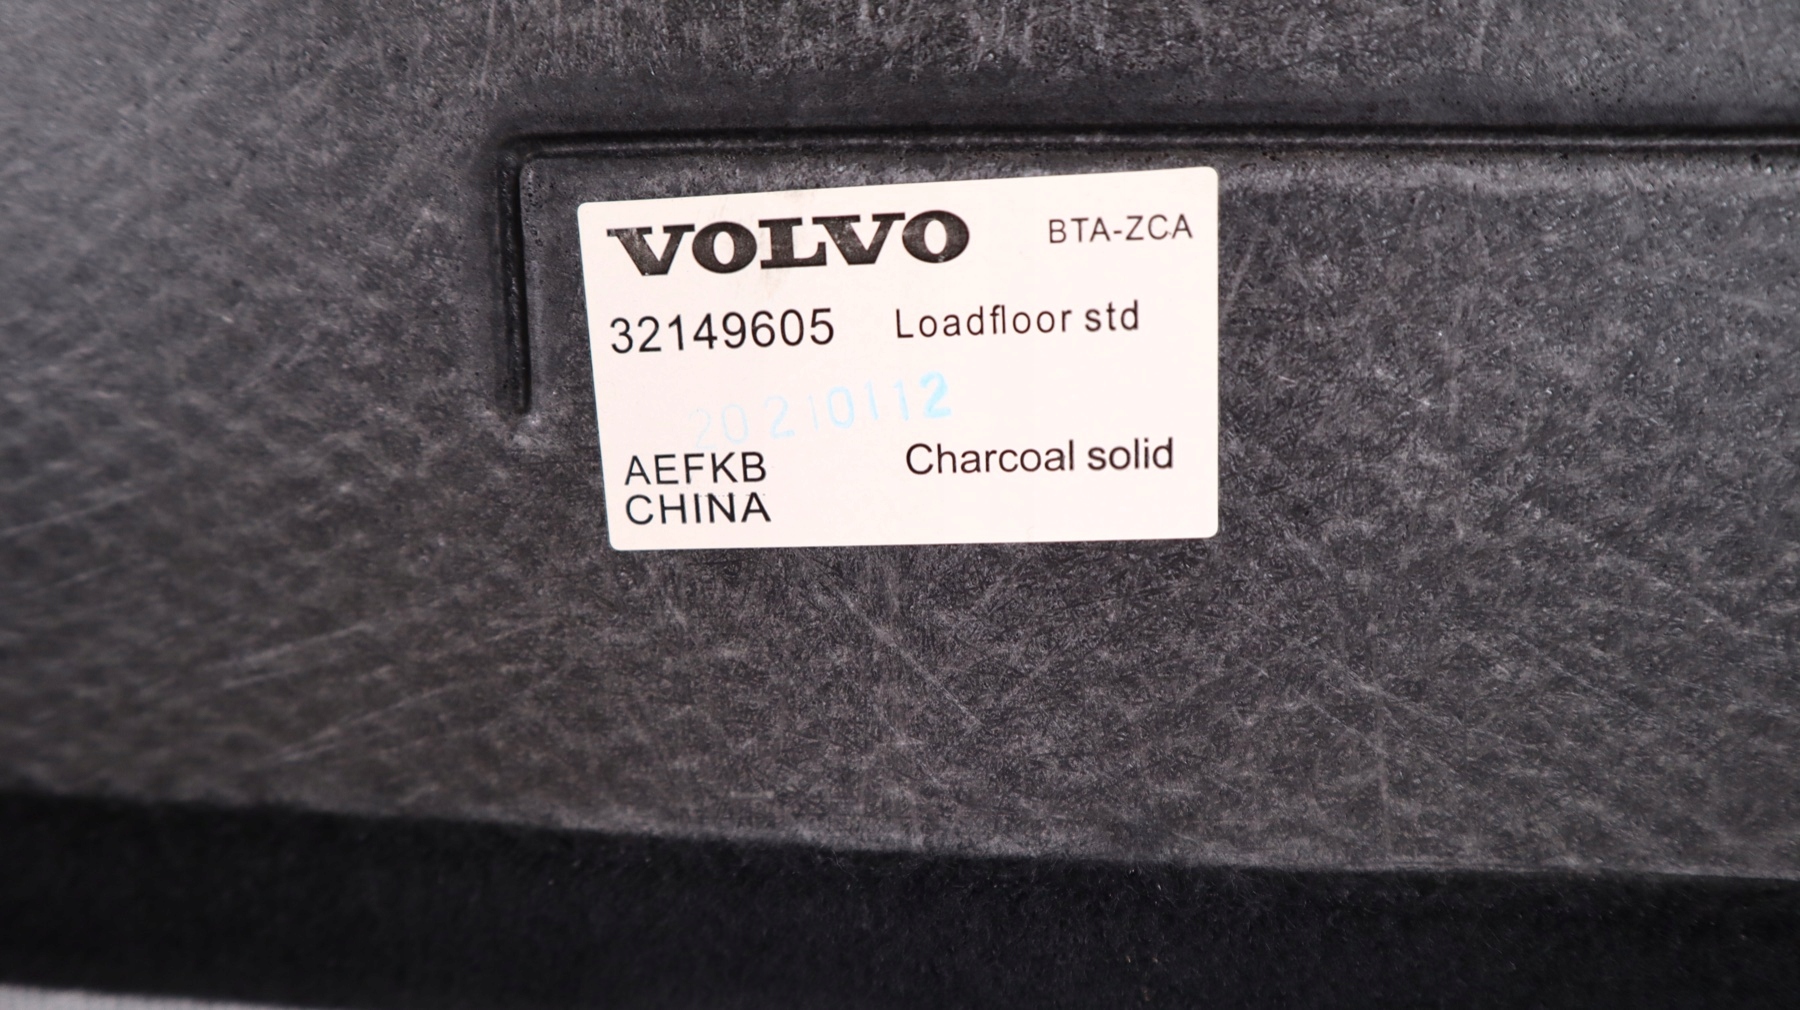 VOLVO BTA-ZCA
32149605 Loadfloor std
20210112
AEFKB Charcoal solid
CHINA